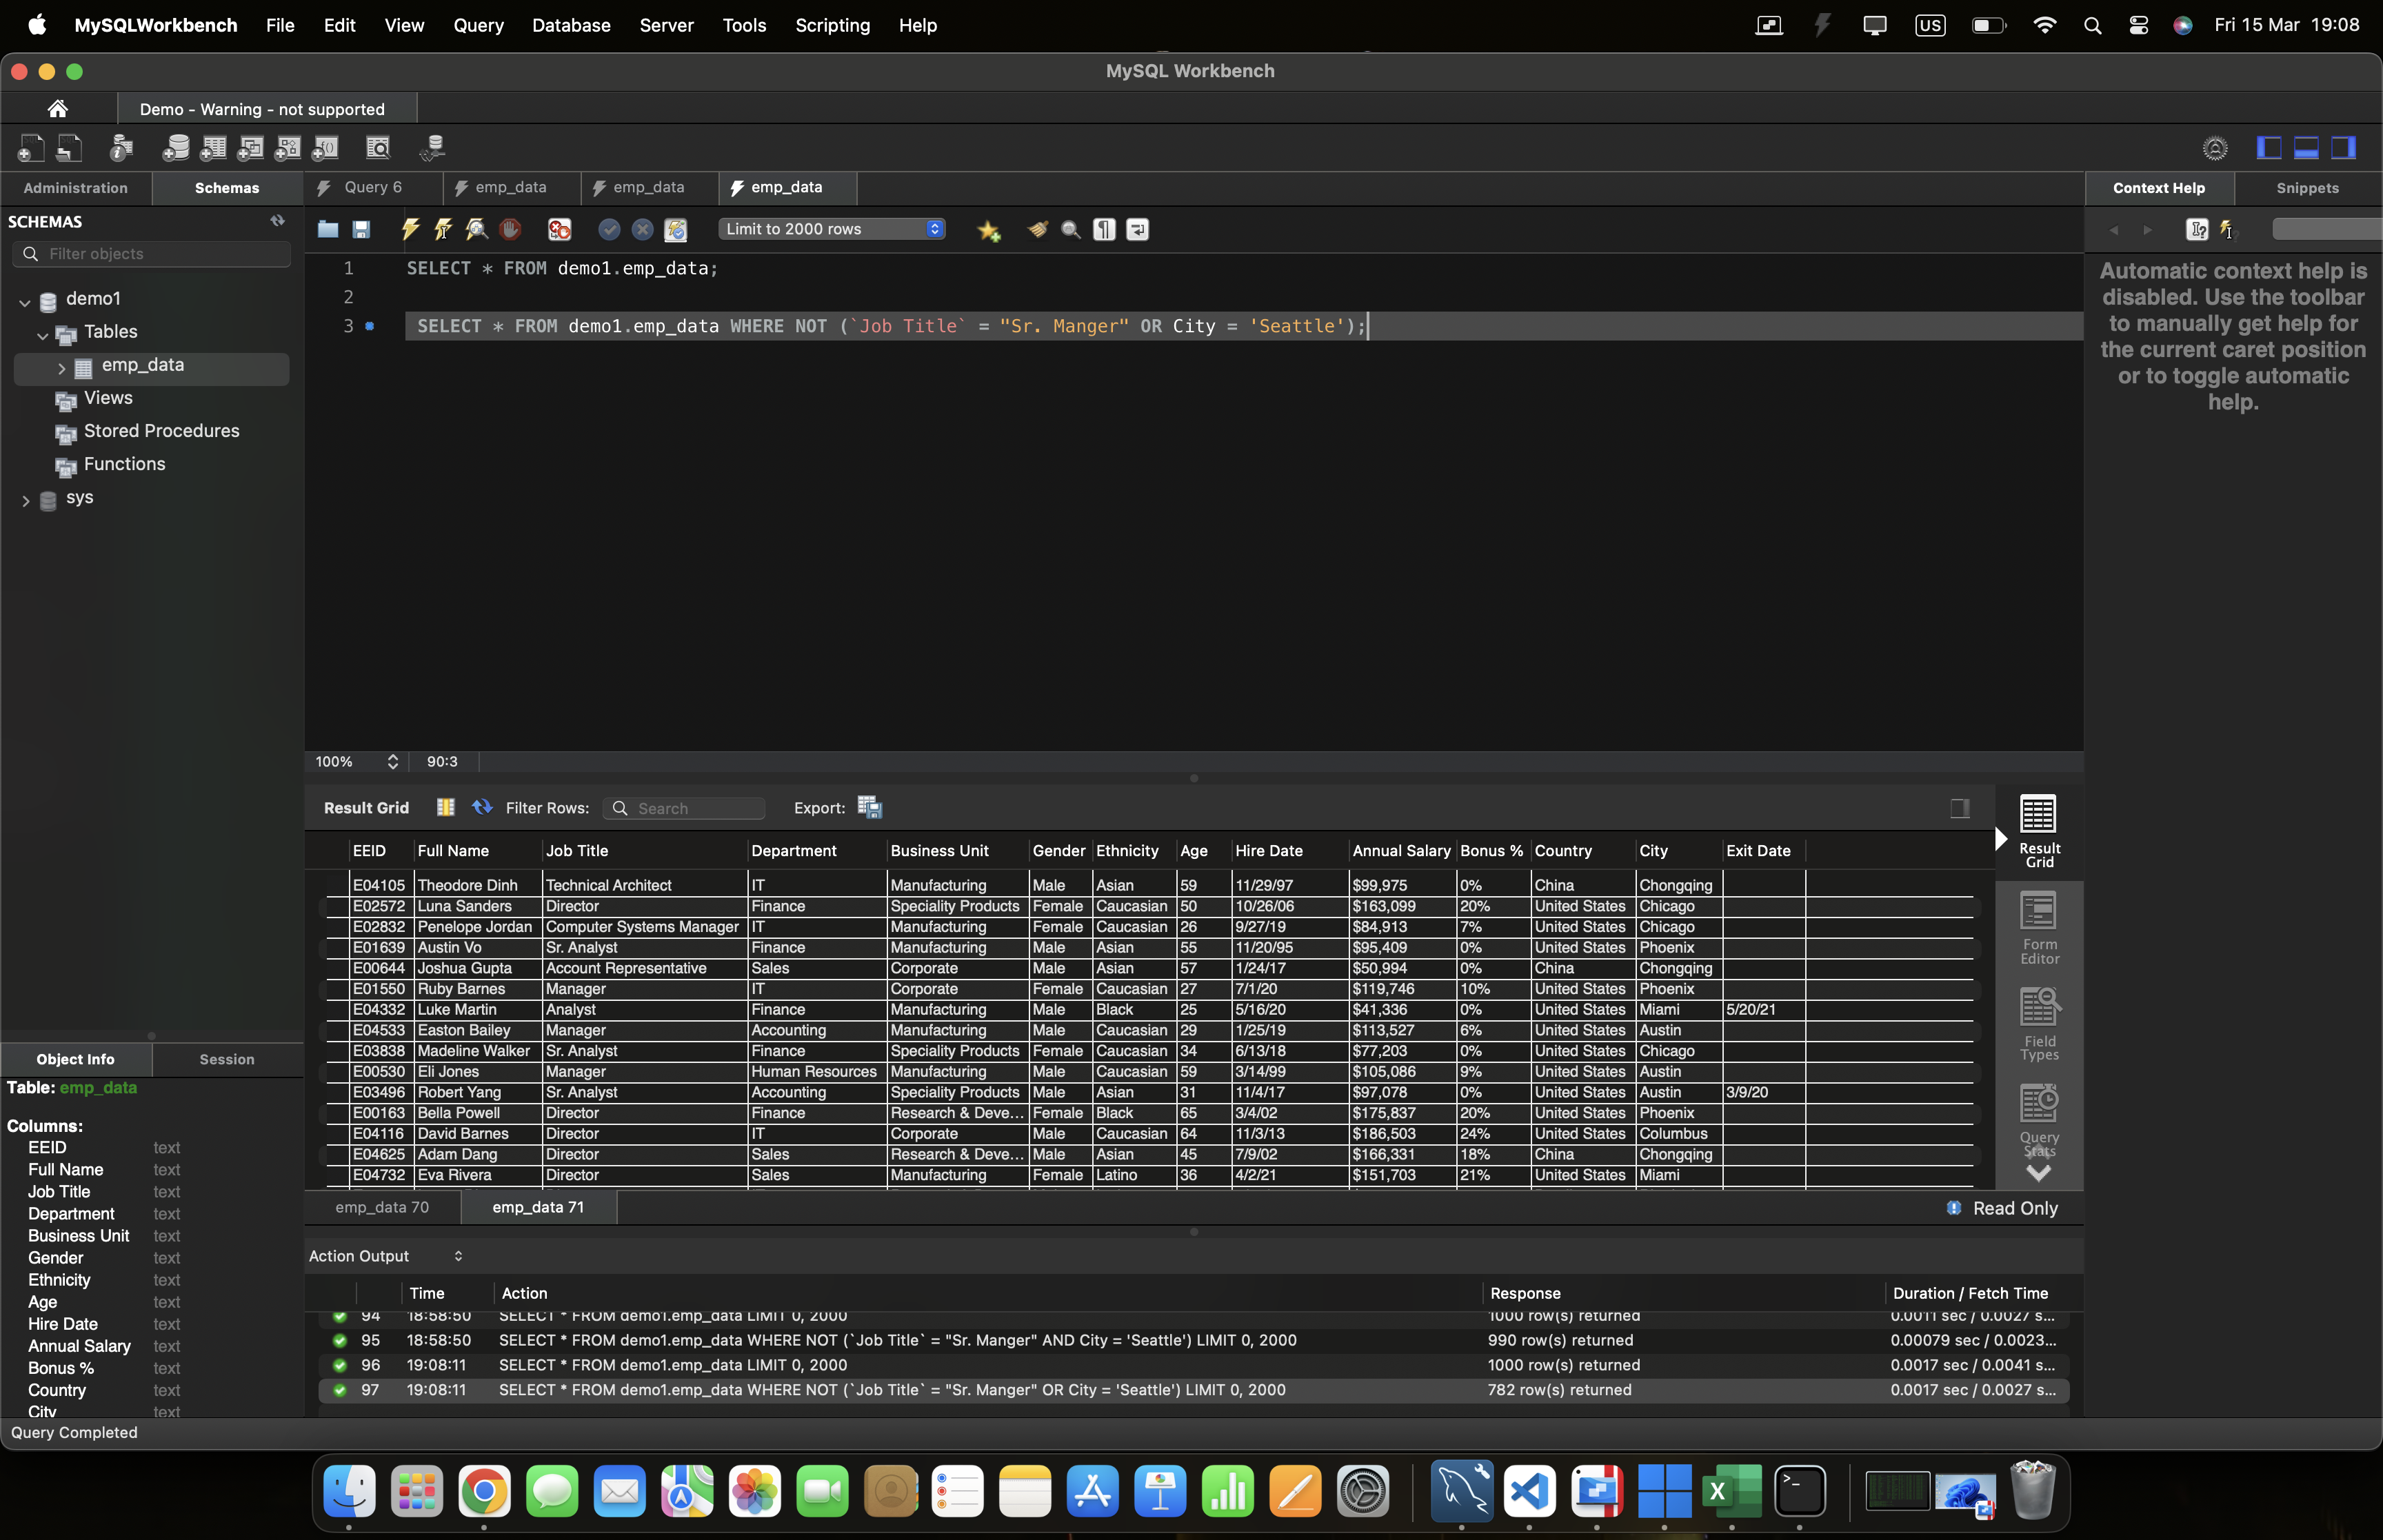 MySQLWorkbench File Edit View Query Database Server Tools Scripting Help US Fri 15 Mar 19:08
MySQL Workbench
Demo - Warning - not supported
Administration Schemas Query 6 emp_data emp_data emp_data Context Help Snippets
SCHEMAS
Limit to 2000 rows
Filter objects
demo1
Tables
emp_data
Views
Stored Procedures
Functions
sys
1 SELECT * FROM demo1.emp_data;
2
3 SELECT * FROM demo1.emp_data WHERE NOT (`Job Title` = "Sr. Manger" OR City = 'Seattle');
Automatic context help is
disabled. Use the toolbar
to manually get help for
the current caret position
or to toggle automatic
help.
100% 90:3
Result Grid Filter Rows: Search Export:
EEID Full Name Job Title Department Business Unit Gender Ethnicity Age Hire Date Annual Salary Bonus % Country City Exit Date
E04105 Theodore Dinh Technical Architect IT Manufacturing Male Asian 59 11/29/97 $99,975 0% China Chongqing
E02572 Luna Sanders Director Finance Speciality Products Female Caucasian 50 10/26/06 $163,099 20% United States Chicago
E02832 Penelope Jordan Computer Systems Manager IT Manufacturing Female Caucasian 26 9/27/19 $84,913 7% United States Chicago
E01639 Austin Vo Sr. Analyst Finance Manufacturing Male Asian 55 11/20/95 $95,409 0% United States Phoenix
E00644 Joshua Gupta Account Representative Sales Corporate Male Asian 57 1/24/17 $50,994 0% China Chongqing
E01550 Ruby Barnes Manager IT Corporate Female Caucasian 27 7/1/20 $119,746 10% United States Phoenix
E04332 Luke Martin Analyst Finance Manufacturing Male Black 25 5/16/20 $41,336 0% United States Miami 5/20/21
E04533 Easton Bailey Manager Accounting Manufacturing Male Caucasian 29 1/25/19 $113,527 6% United States Austin
E03838 Madeline Walker Sr. Analyst Finance Speciality Products Female Caucasian 34 6/13/18 $77,203 0% United States Chicago
E00530 Eli Jones Manager Human Resources Manufacturing Male Caucasian 59 3/14/99 $105,086 9% United States Austin
E03496 Robert Yang Sr. Analyst Accounting Speciality Products Male Asian 31 11/4/17 $97,078 0% United States Austin 3/9/20
E00163 Bella Powell Director Finance Research & Deve... Female Black 65 3/4/02 $175,837 20% United States Phoenix
E04116 David Barnes Director IT Corporate Male Caucasian 64 11/3/13 $186,503 24% United States Columbus
E04625 Adam Dang Director Sales Research & Deve... Male Asian 45 7/9/02 $166,331 18% China Chongqing
E04732 Eva Rivera Director Sales Manufacturing Female Latino 36 4/2/21 $151,703 21% United States Miami
Result
Grid
Form
Editor
Field
Types
Query
Stats
emp_data 70 emp_data 71 Read Only
Object Info Session
Table: emp_data
Columns:
EEID text
Full Name text
Job Title text
Department text
Business Unit text
Gender text
Ethnicity text
Age text
Hire Date text
Annual Salary text
Bonus % text
Country text
City text
Action Output
Time Action Response Duration / Fetch Time
94 18:58:50 SELECT * FROM demo1.emp_data LIMIT 0, 2000 1000 row(s) returned 0.0011 sec / 0.0027 s...
95 18:58:50 SELECT * FROM demo1.emp_data WHERE NOT (`Job Title` = "Sr. Manger" AND City = 'Seattle') LIMIT 0, 2000 990 row(s) returned 0.00079 sec / 0.0023...
96 19:08:11 SELECT * FROM demo1.emp_data LIMIT 0, 2000 1000 row(s) returned 0.0017 sec / 0.0041 s...
97 19:08:11 SELECT * FROM demo1.emp_data WHERE NOT (`Job Title` = "Sr. Manger" OR City = 'Seattle') LIMIT 0, 2000 782 row(s) returned 0.0017 sec / 0.0027 s...
Query Completed